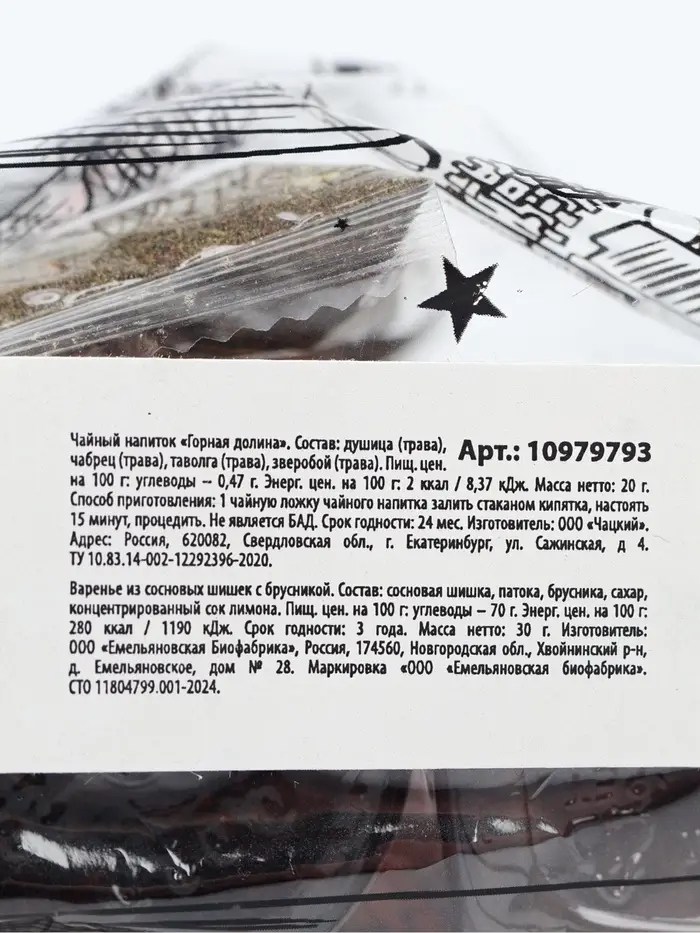 Чайный напиток «Горная долина». Состав: душица (трава),
Арт.: 10979793
чабрец (трава), таволга (трава), зверобой (трава). Пищ. цен.
на 100 г: углеводы – 0,47 г. Энерг. цен. на 100 г: 2 ккал / 8,37 кДж. Масса нетто: 20 г.
Способ приготовления: 1 чайную ложку чайного напитка залить стаканом кипятка, настоять
15 минут, процедить. Не является БАД. Срок годности: 24 мес. Изготовитель: ООО «Чацкий».
Адрес: Россия, 620082, Свердловская обл., г. Екатеринбург, ул. Сажинская, д 4.
ТУ 10.83.14-002-12292396-2020.
Варенье из сосновых шишек с брусникой. Состав: сосновая шишка, патока, брусника, сахар,
концентрированный сок лимона. Пищ. цен. на 100 г: углеводы – 70 г. Энерг. цен. на 100 г:
280 ккал / 1190 кДж. Срок годности: 3 года. Масса нетто: 30 г. Изготовитель:
ООО «Емельяновская Биофабрика», Россия, 174560, Новгородская обл., Хвойнинский р-н,
д. Емельяновское, дом № 28. Маркировка «ООО «Емельяновская биофабрика».
СТО 11804799.001-2024.